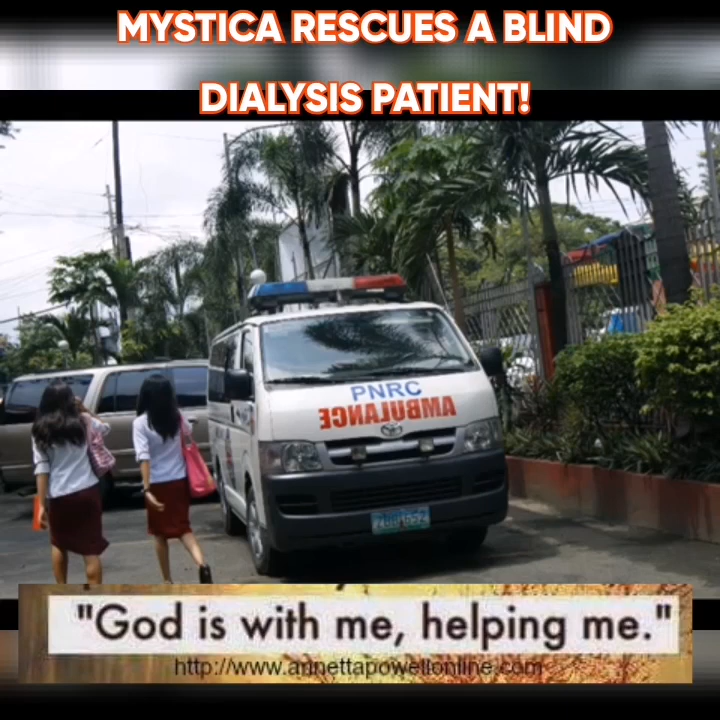 MYSTICA RESCUES A BLIND
DIALYSIS PATIENT!
PNRC
AMBULANCE
"God is with me, helping me."
http://www.annettapowellonline.com